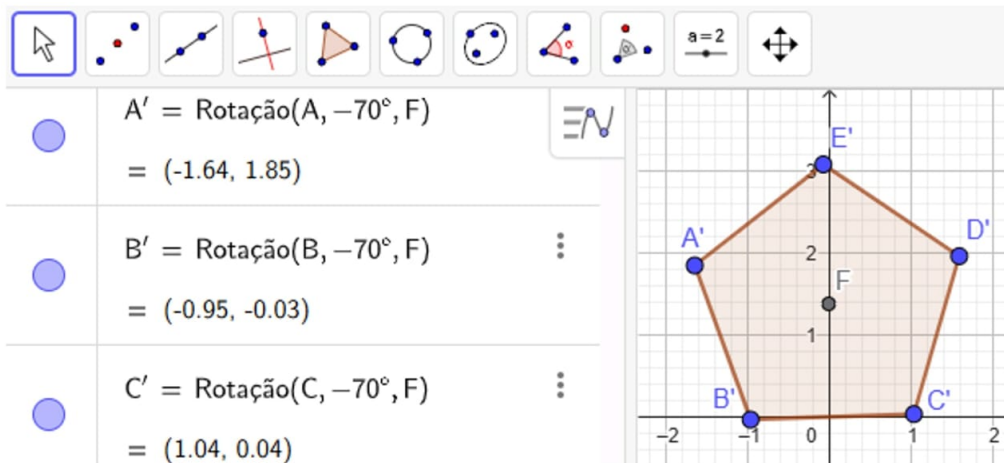 a=2
A′ = Rotação(A, −70°, F)
= (-1.64, 1.85)
B′ = Rotação(B, −70°, F)
= (-0.95, -0.03)
C′ = Rotação(C, −70°, F)
= (1.04, 0.04)
E'
3
D'
A'
2
F
1
B'
C'
−2 −1 0 1 2